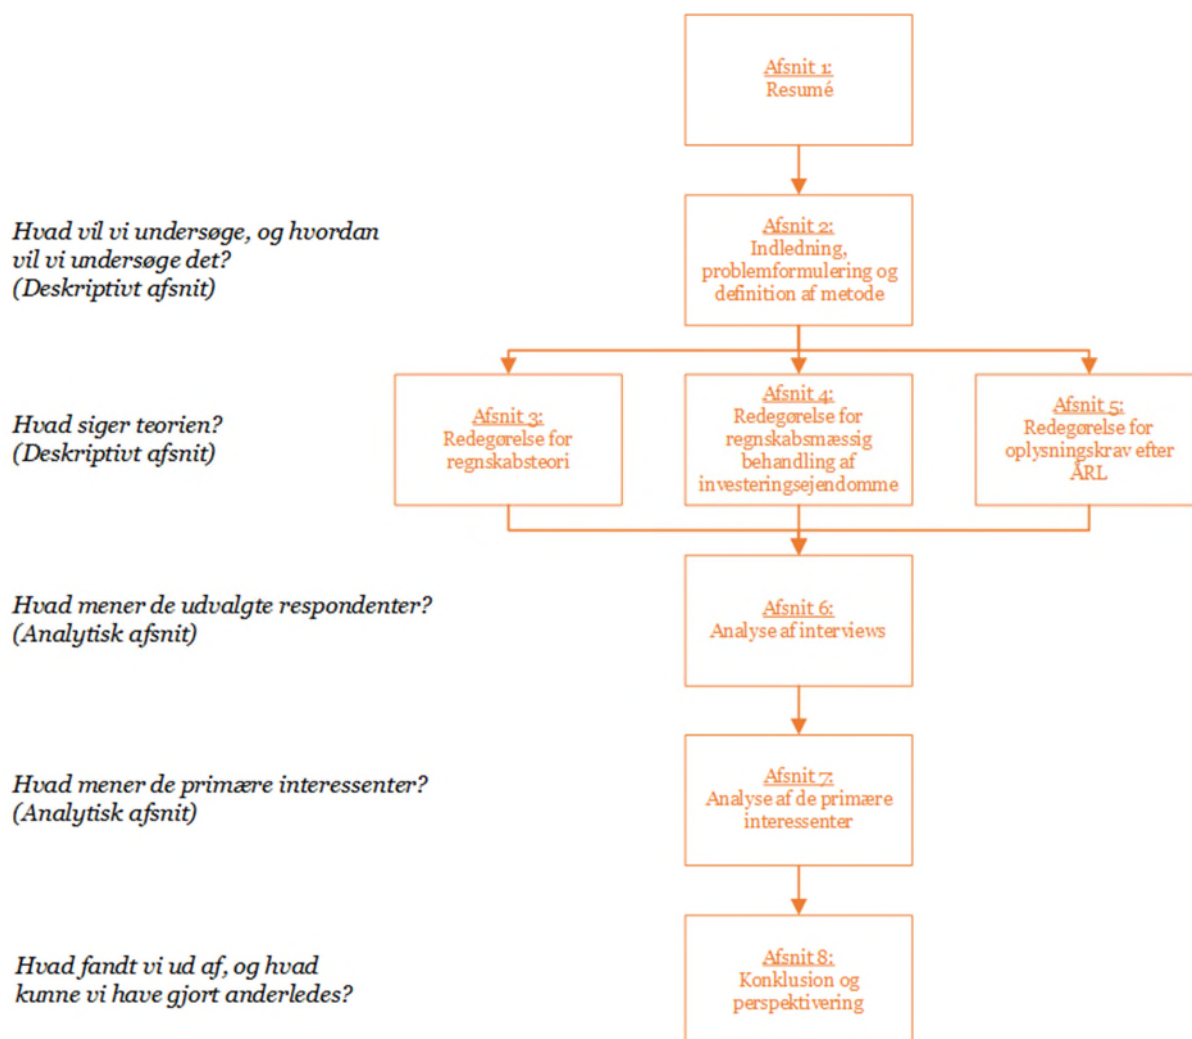 Afsnit 1:
Resumé
Hvad vil vi undersøge, og hvordan
vil vi undersøge det?
(Deskriptivt afsnit)
Afsnit 2:
Indledning,
problemformulering og
definition af metode
Hvad siger teorien?
(Deskriptivt afsnit)
Afsnit 3:
Redegørelse for
regnskabsteori
Afsnit 4:
Redegørelse for
regnskabsmæssig
behandling af
investeringsejendomme
Afsnit 5:
Redegørelse for
oplysningskrav efter
ÅRL
Hvad mener de udvalgte respondenter?
(Analytisk afsnit)
Afsnit 6:
Analyse af interviews
Hvad mener de primære interessenter?
(Analytisk afsnit)
Afsnit 7:
Analyse af de primære
interessenter
Hvad fandt vi ud af, og hvad
kunne vi have gjort anderledes?
Afsnit 8:
Konklusion og
perspektivering